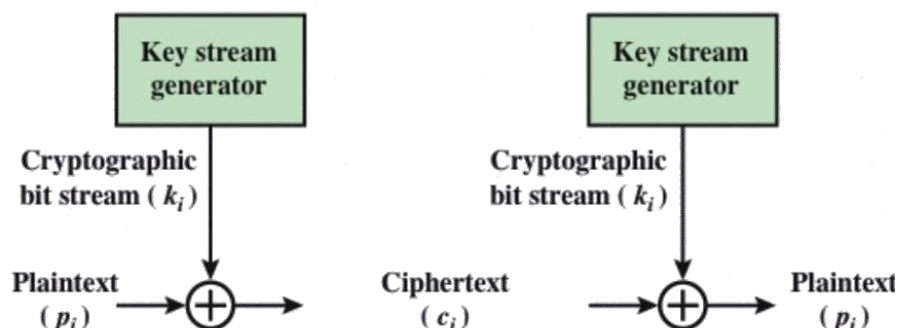 Key stream
generator
Key stream
generator
Cryptographic
bit stream ( kᵢ )
Cryptographic
bit stream ( kᵢ )
Plaintext
( pᵢ )
Ciphertext
( cᵢ )
Plaintext
( pᵢ )